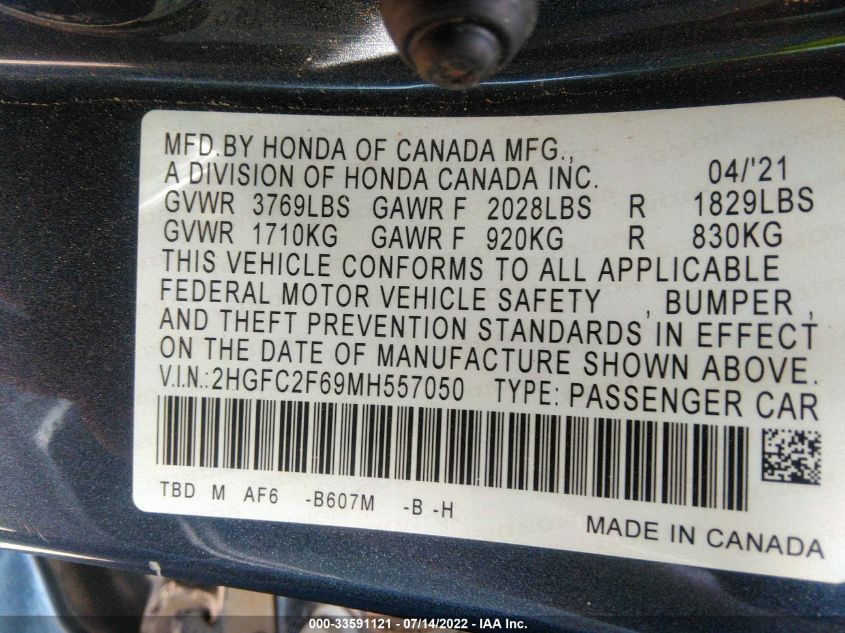 MFD.BY HONDA OF CANADA MFG.,
A DIVISION OF HONDA CANADA INC. 04/'21
GVWR 3769LBS GAWR F 2028LBS R 1829LBS
GVWR 1710KG GAWR F 920KG R 830KG
THIS VEHICLE CONFORMS TO ALL APPLICABLE
FEDERAL MOTOR VEHICLE SAFETY , BUMPER ,
AND THEFT PREVENTION STANDARDS IN EFFECT
ON THE DATE OF MANUFACTURE SHOWN ABOVE.
V.I.N.:2HGFC2F69MH557050 TYPE: PASSENGER CAR
TBD M AF6 -B607M -B -H
MADE IN CANADA
000-33591121 - 07/14/2022 - IAA Inc.